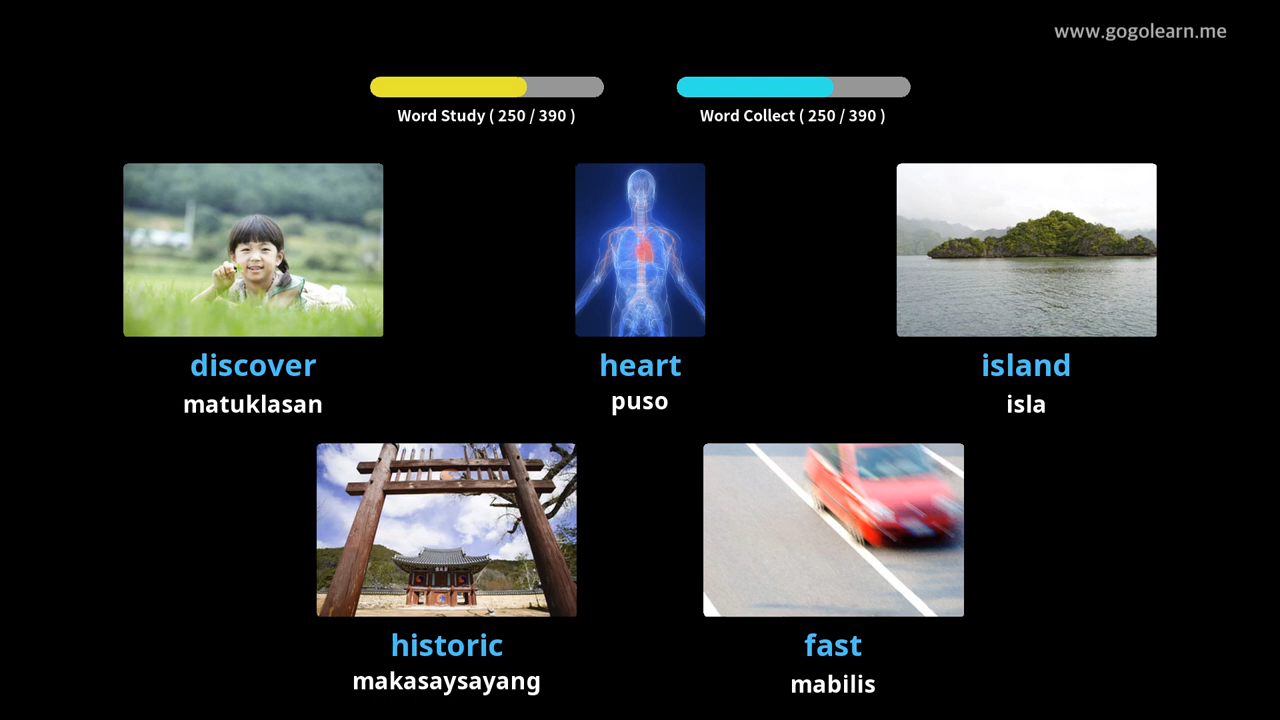 www.gogolearn.me
Word Study ( 250 / 390 )
Word Collect ( 250 / 390 )
discover
matuklasan
heart
puso
island
isla
historic
makasaysayang
fast
mabilis